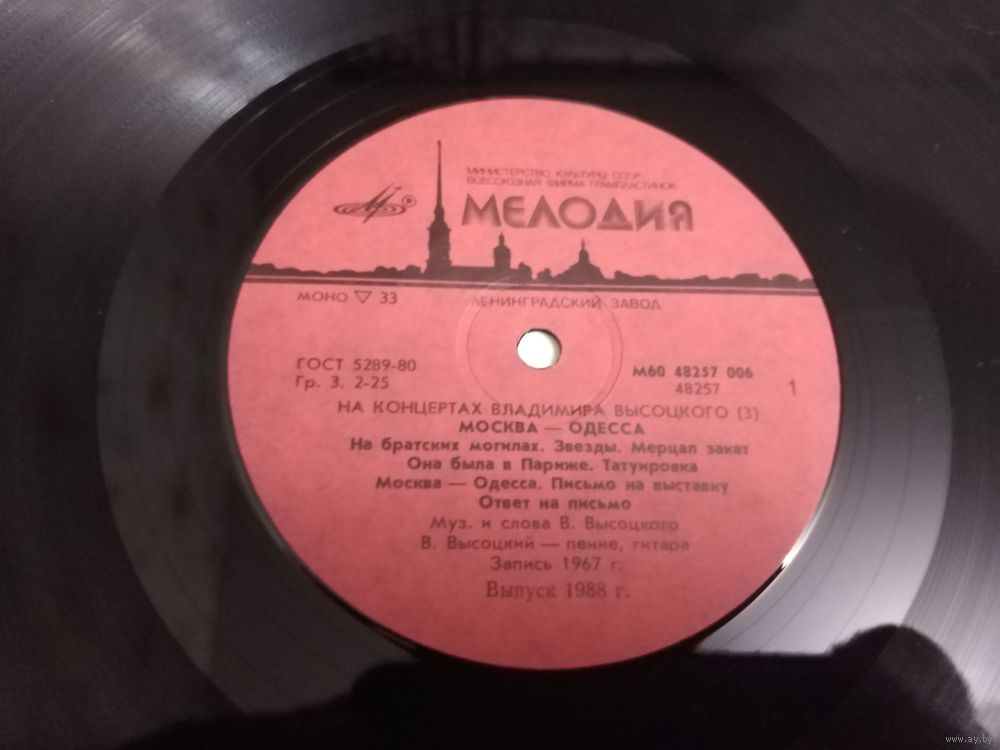 МИНИСТЕРСТВО КУЛЬТУРЫ СССР
ВСЕСОЮЗНАЯ ФИРМА ГРАМПЛАСТИНОК
МЕЛОДИЯ
МОНО ▽ 33
ЛЕНИНГРАДСКИЙ ЗАВОД
ГОСТ 5289-80
Гр. 3. 2-25
М60 48257 006
48257
1
НА КОНЦЕРТАХ ВЛАДИМИРА ВЫСОЦКОГО (3)
МОСКВА — ОДЕССА
На братских могилах. Звезды. Мерцал закат
Она была в Париже. Татуировка
Москва — Одесса. Письмо на выставку
Ответ на письмо
Муз. и слова В. Высоцкого
В. Высоцкий — пение, гитара
Запись 1967 г.
Выпуск 1988 г.
www.ay.by